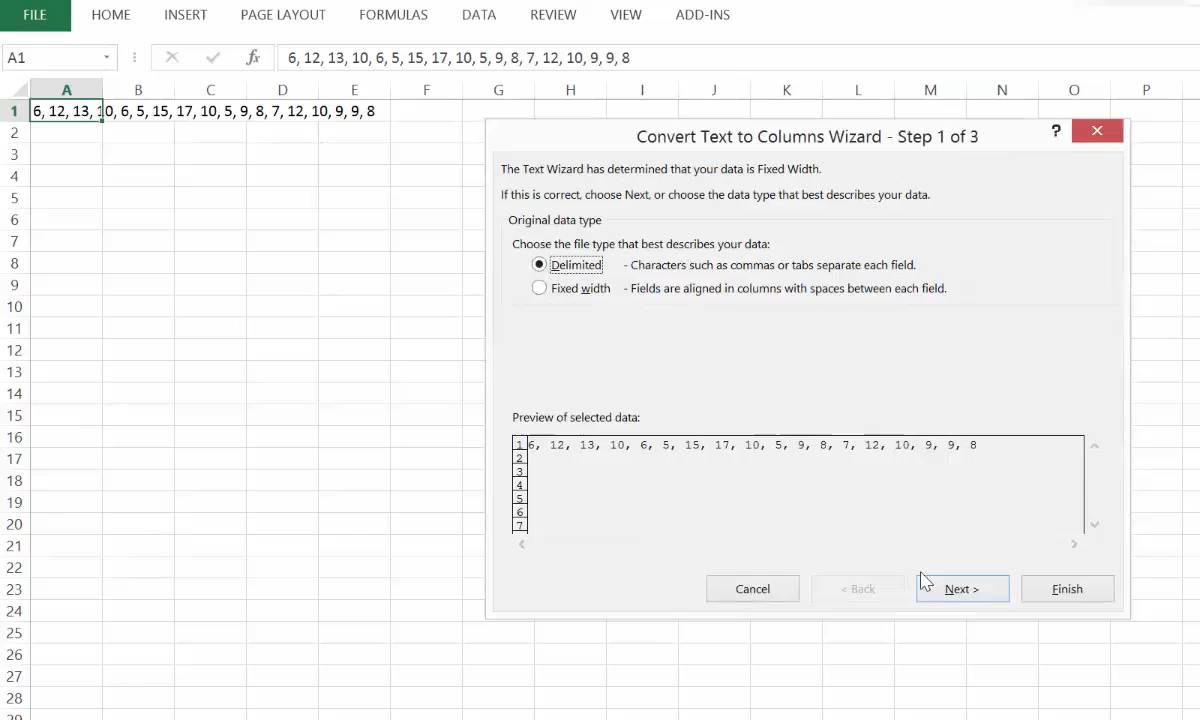 FILE HOME INSERT PAGE LAYOUT FORMULAS DATA REVIEW VIEW ADD-INS
A1 fx 6, 12, 13, 10, 6, 5, 15, 17, 10, 5, 9, 8, 7, 12, 10, 9, 9, 8
A B C D E F G H I J K L M N O P
1 6, 12, 13, 10, 6, 5, 15, 17, 10, 5, 9, 8, 7, 12, 10, 9, 9, 8
2
3
4
5
6
7
8
9
10
11
12
13
14
15
16
17
18
19
20
21
22
23
24
25
26
27
28
29
Convert Text to Columns Wizard - Step 1 of 3 ?
The Text Wizard has determined that your data is Fixed Width.
If this is correct, choose Next, or choose the data type that best describes your data.
Original data type
Choose the file type that best describes your data:
Delimited - Characters such as commas or tabs separate each field.
Fixed width - Fields are aligned in columns with spaces between each field.
Preview of selected data:
1 6, 12, 13, 10, 6, 5, 15, 17, 10, 5, 9, 8, 7, 12, 10, 9, 9, 8
2
3
4
5
6
7
Cancel < Back Next > Finish